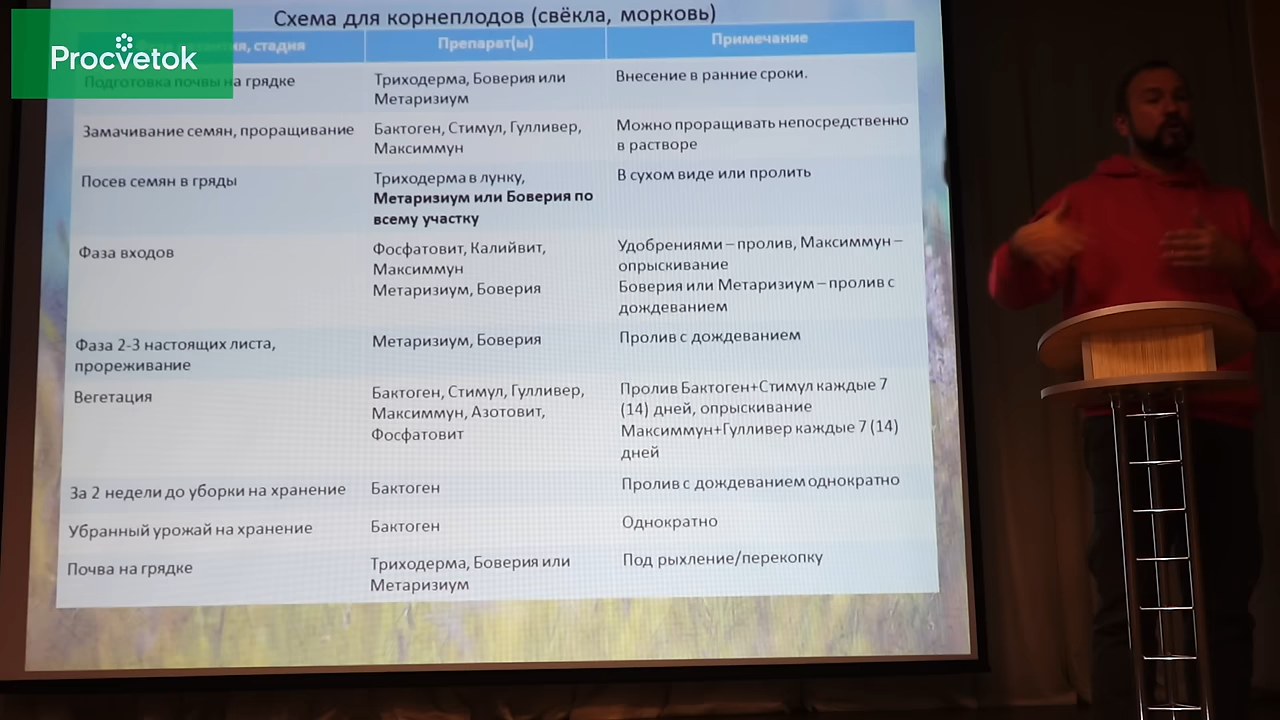 Схема для корнеплодов (свёкла, морковь)
Procvetok
стадия
Препарат(ы)
Примечание
Подготовка почвы на грядке
Триходерма, Боверия или
Метаризиум
Внесение в ранние сроки.
Замачивание семян, проращивание
Бактоген, Стимул, Гулливер,
Максиммун
Можно проращивать непосредственно
в растворе
Посев семян в гряды
Триходерма в лунку,
Метаризиум или Боверия по
всему участку
В сухом виде или пролить
Фаза входов
Фосфатовит, Калийвит,
Максиммун
Метаризиум, Боверия
Удобрениями – пролив, Максиммун –
опрыскивание
Боверия или Метаризиум – пролив с
дождеванием
Фаза 2-3 настоящих листа,
прореживание
Метаризиум, Боверия
Пролив с дождеванием
Вегетация
Бактоген, Стимул, Гулливер,
Максиммун, Азотовит,
Фосфатовит
Пролив Бактоген+Стимул каждые 7
(14) дней, опрыскивание
Максиммун+Гулливер каждые 7 (14)
дней
За 2 недели до уборки на хранение
Бактоген
Пролив с дождеванием однократно
Убранный урожай на хранение
Бактоген
Однократно
Почва на грядке
Триходерма, Боверия или
Метаризиум
Под рыхление/перекопку